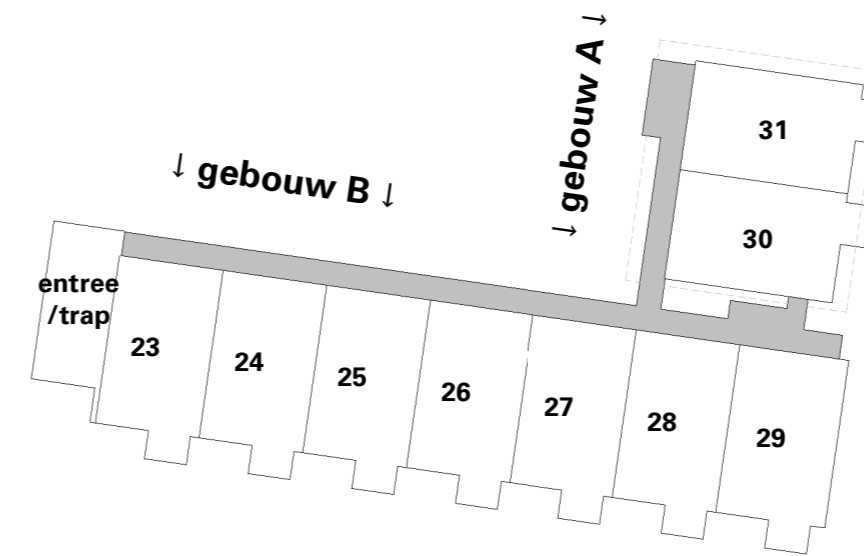 → gebouw A →
↓ gebouw B ↓
31
30
entree
/trap
23
24
25
26
27
28
29